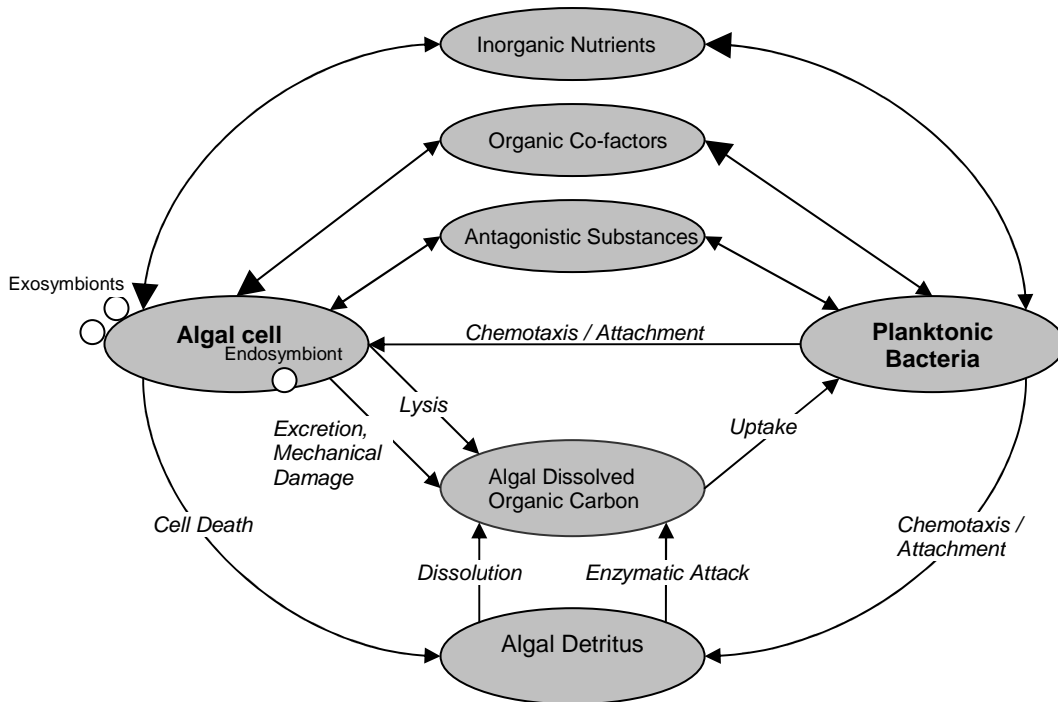 Inorganic Nutrients
Organic Co-factors
Antagonistic Substances
Exosymbionts
Algal cell
Endosymbiont
Chemotaxis / Attachment
Planktonic
Bacteria
Lysis
Excretion,
Mechanical
Damage
Uptake
Algal Dissolved
Organic Carbon
Cell Death
Chemotaxis /
Attachment
Dissolution
Enzymatic Attack
Algal Detritus